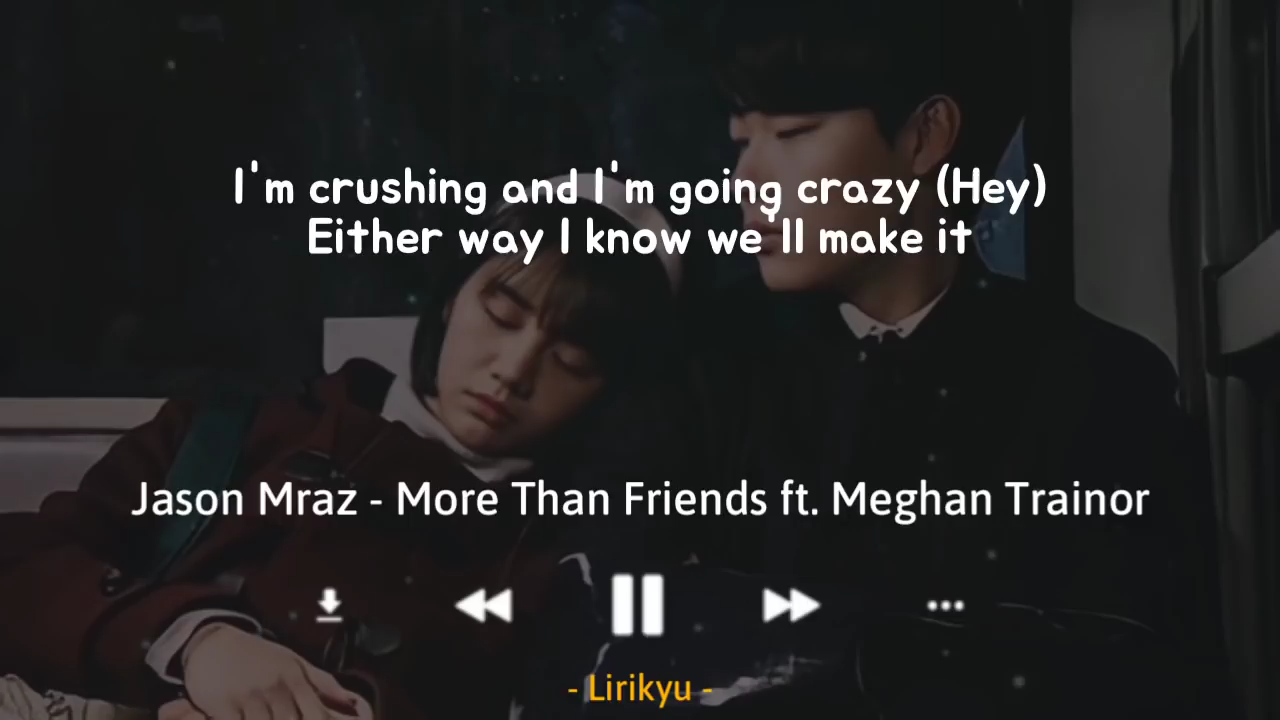 I'm crushing and I'm going crazy (Hey)
Either way I know we'll make it
Jason Mraz - More Than Friends ft. Meghan Trainor
- Lirikyu -